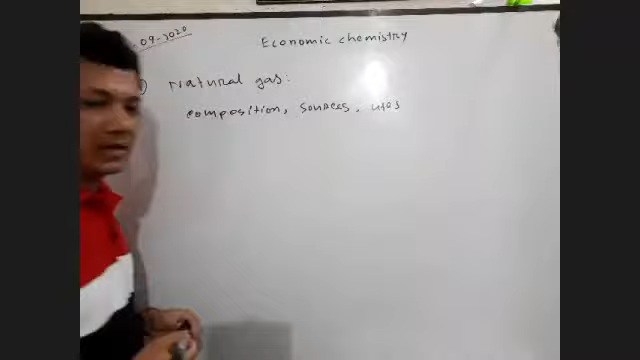 09-2020
Economic chemistry
) Natural gas:
composition, sources, uses